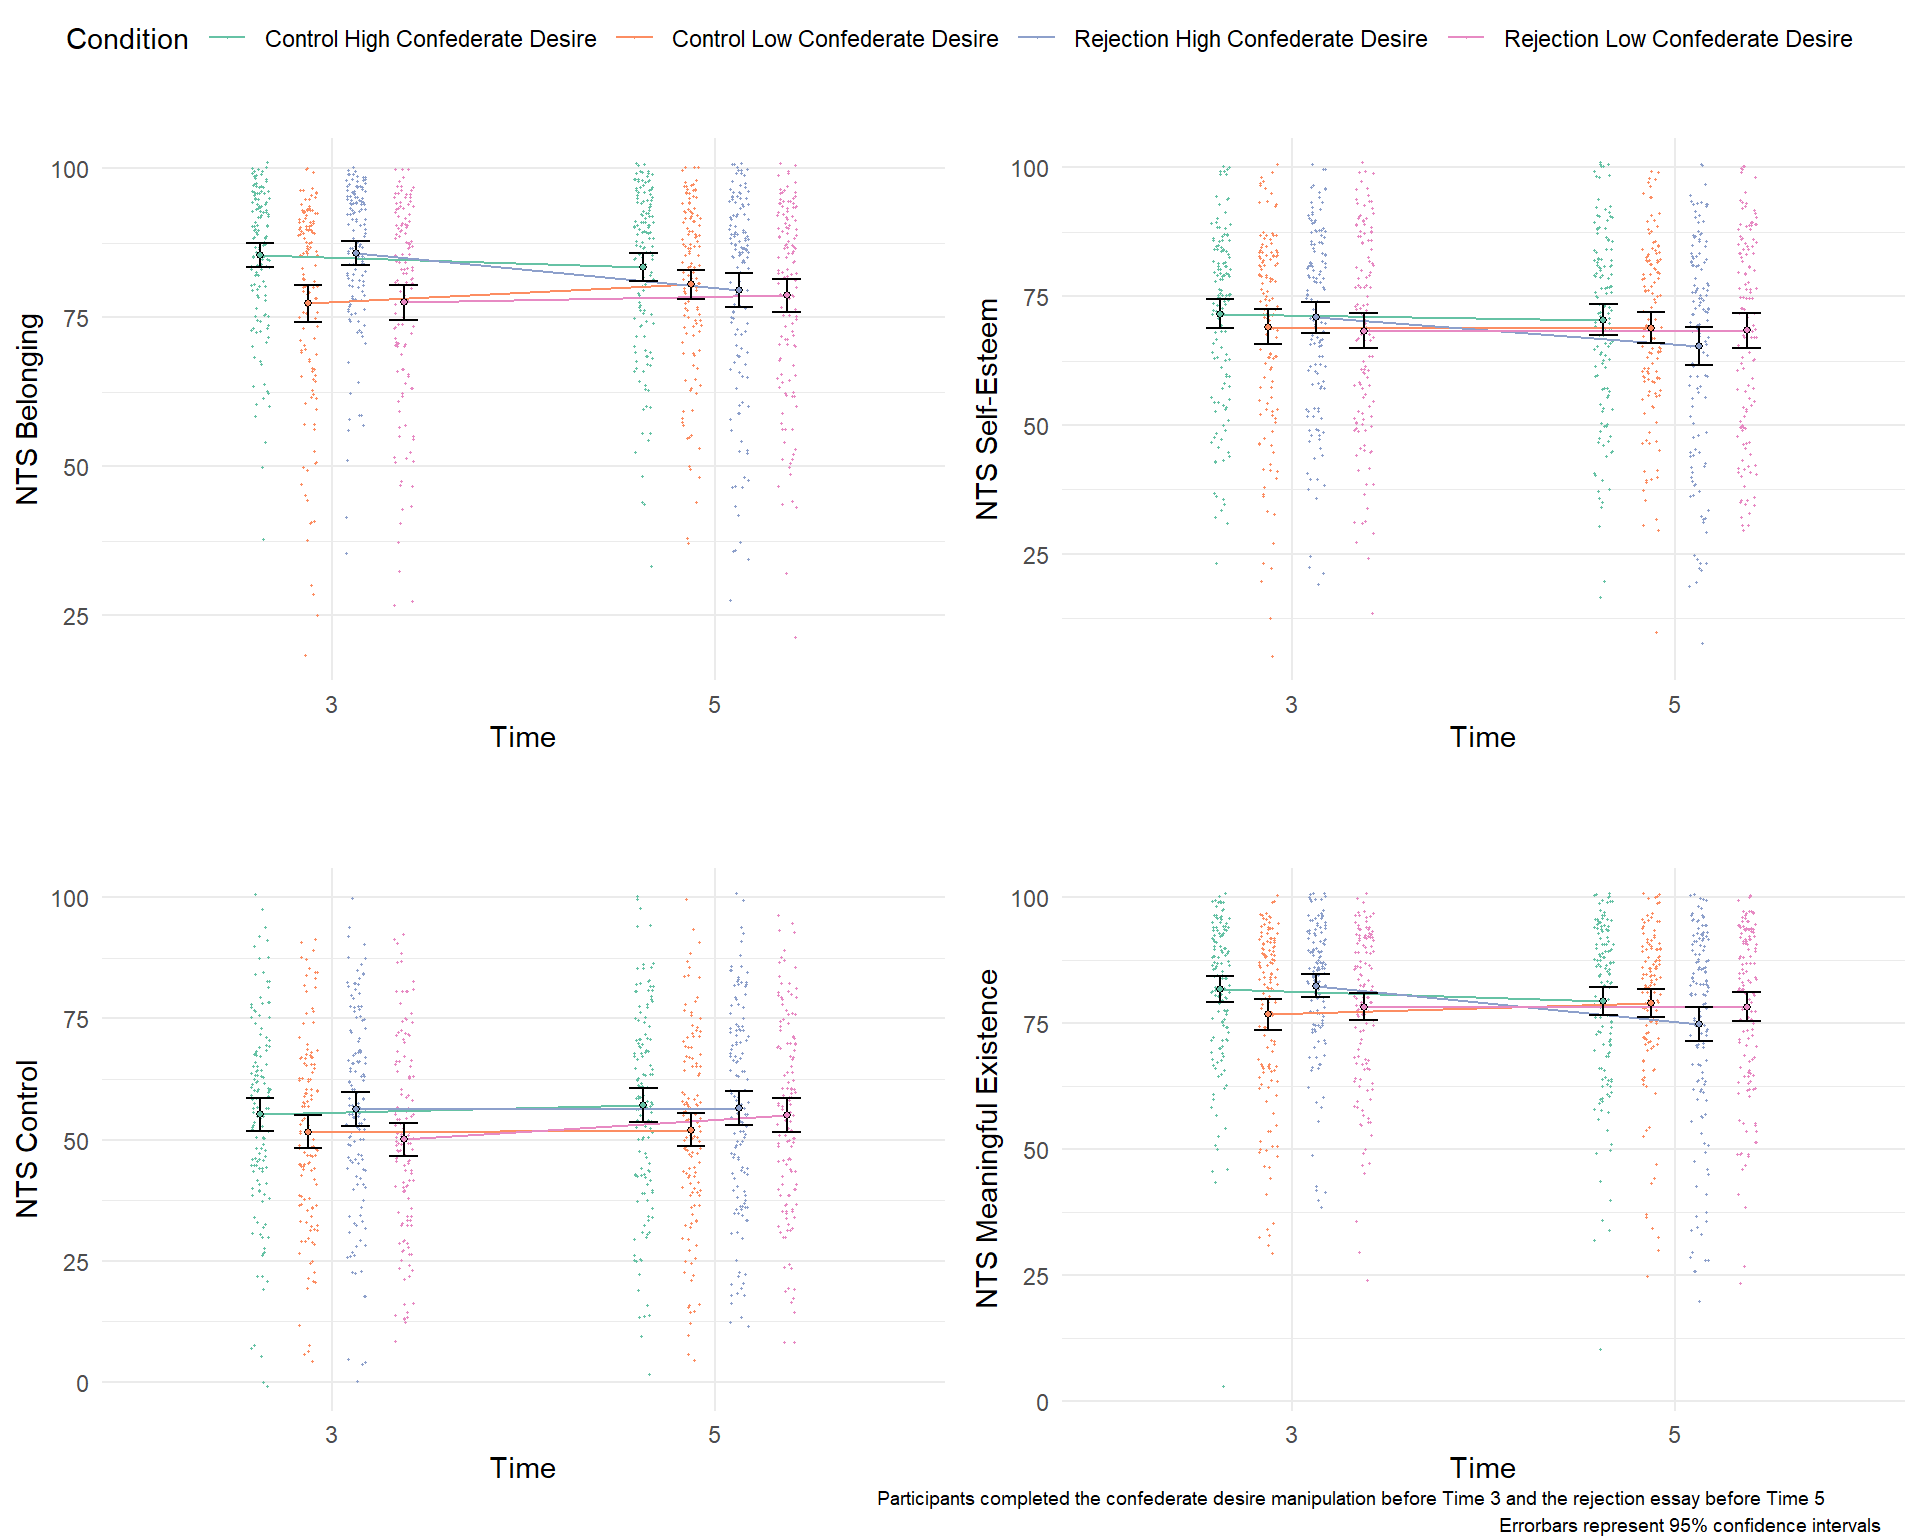 Condition Control High Confederate Desire Control Low Confederate Desire Rejection High Confederate Desire Rejection Low Confederate Desire
100
75
50
25
NTS Belonging
3 5
Time
100
75
50
25
NTS Self-Esteem
3 5
Time
100
75
50
25
0
NTS Control
3 5
Time
100
75
50
25
0
NTS Meaningful Existence
3 5
Time
Participants completed the confederate desire manipulation before Time 3 and the rejection essay before Time 5
Errorbars represent 95% confidence intervals